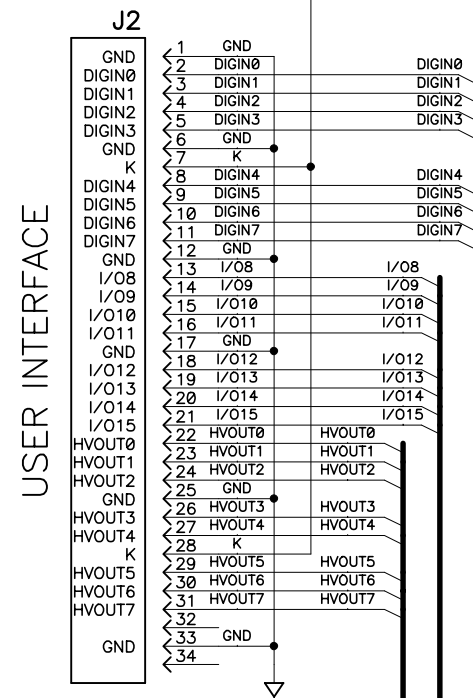 J2
USER INTERFACE
GND 1 GND
DIGIN0 2 DIGIN0 DIGIN0
DIGIN1 3 DIGIN1 DIGIN1
DIGIN2 4 DIGIN2 DIGIN2
DIGIN3 5 DIGIN3 DIGIN3
GND 6 GND
K 7 K
DIGIN4 8 DIGIN4 DIGIN4
DIGIN5 9 DIGIN5 DIGIN5
DIGIN6 10 DIGIN6 DIGIN6
DIGIN7 11 DIGIN7 DIGIN7
GND 12 GND
I/O8 13 I/O8 I/O8
I/O9 14 I/O9 I/O9
I/O10 15 I/O10 I/O10
I/O11 16 I/O11 I/O11
GND 17 GND
I/O12 18 I/O12 I/O12
I/O13 19 I/O13 I/O13
I/O14 20 I/O14 I/O14
I/O15 21 I/O15 I/O15
HVOUT0 22 HVOUT0 HVOUT0
HVOUT1 23 HVOUT1 HVOUT1
HVOUT2 24 HVOUT2 HVOUT2
GND 25 GND
HVOUT3 26 HVOUT3 HVOUT3
HVOUT4 27 HVOUT4 HVOUT4
K 28 K
HVOUT5 29 HVOUT5 HVOUT5
HVOUT6 30 HVOUT6 HVOUT6
HVOUT7 31 HVOUT7 HVOUT7
32
GND 33 GND
34